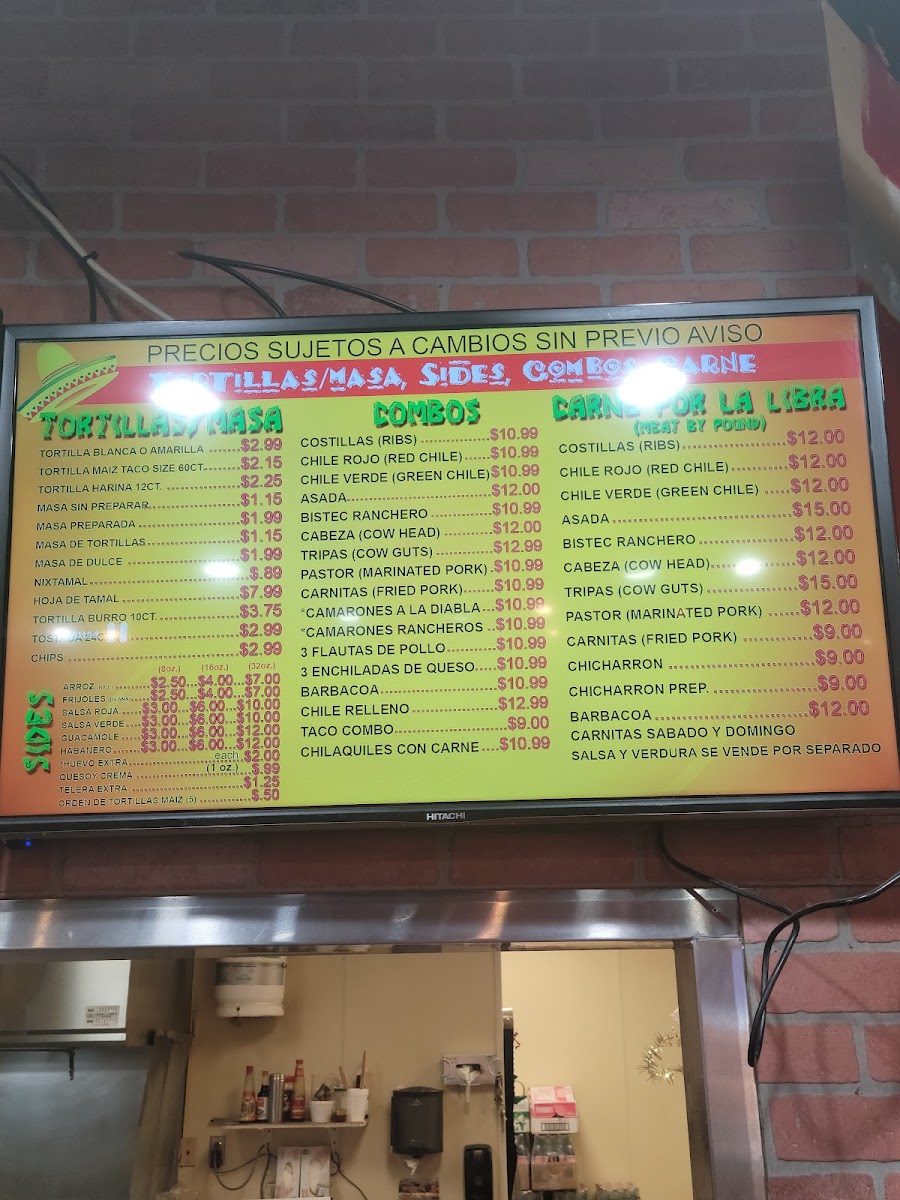 PRECIOS SUJETOS A CAMBIOS SIN PREVIO AVISO
TORTILLAS/MASA, SIDES, COMBOS, CARNE
TORTILLAS/MASA
TORTILLA BLANCA O AMARILLA $2.99
TORTILLA MAIZ TACO SIZE 60CT. $2.15
TORTILLA HARINA 12CT. $2.25
MASA SIN PREPARAR $1.15
MASA PREPARADA $1.99
MASA DE TORTILLAS $1.15
MASA DE DULCE $1.99
NIXTAMAL $.89
HOJA DE TAMAL $7.99
TORTILLA BURRO 10CT. $3.75
TOSTADA $2.99
CHIPS $2.99
SIDES
(8oz.) (16oz.) (32oz.)
ARROZ $2.50 $4.00 $7.00
FRIJOLES $2.50 $4.00 $7.00
SALSA ROJA $3.00 $6.00 $10.00
SALSA VERDE $3.00 $6.00 $10.00
GUACAMOLE $3.00 $6.00 $12.00
HABANERO $3.00 $6.00 $12.00
*HUEVO EXTRA each $2.00
QUESO Y CREMA (1 oz.) $.99
TELERA EXTRA $1.25
ORDEN DE TORTILLAS MAIZ (5) $.50
COMBOS
COSTILLAS (RIBS) $10.99
CHILE ROJO (RED CHILE) $10.99
CHILE VERDE (GREEN CHILE) $10.99
ASADA $12.00
BISTEC RANCHERO $10.99
CABEZA (COW HEAD) $12.00
TRIPAS (COW GUTS) $12.99
PASTOR (MARINATED PORK) $10.99
CARNITAS (FRIED PORK) $10.99
*CAMARONES A LA DIABLA $10.99
*CAMARONES RANCHEROS $10.99
3 FLAUTAS DE POLLO $10.99
3 ENCHILADAS DE QUESO $10.99
BARBACOA $10.99
CHILE RELLENO $12.99
TACO COMBO $9.00
CHILAQUILES CON CARNE $10.99
CARNE POR LA LIBRA
(MEAT BY POUND)
COSTILLAS (RIBS) $12.00
CHILE ROJO (RED CHILE) $12.00
CHILE VERDE (GREEN CHILE) $12.00
ASADA $15.00
BISTEC RANCHERO $12.00
CABEZA (COW HEAD) $12.00
TRIPAS (COW GUTS) $15.00
PASTOR (MARINATED PORK) $12.00
CARNITAS (FRIED PORK) $9.00
CHICHARRON $9.00
CHICHARRON PREP. $9.00
BARBACOA $12.00
CARNITAS SABADO Y DOMINGO
SALSA Y VERDURA SE VENDE POR SEPARADO
HITACHI